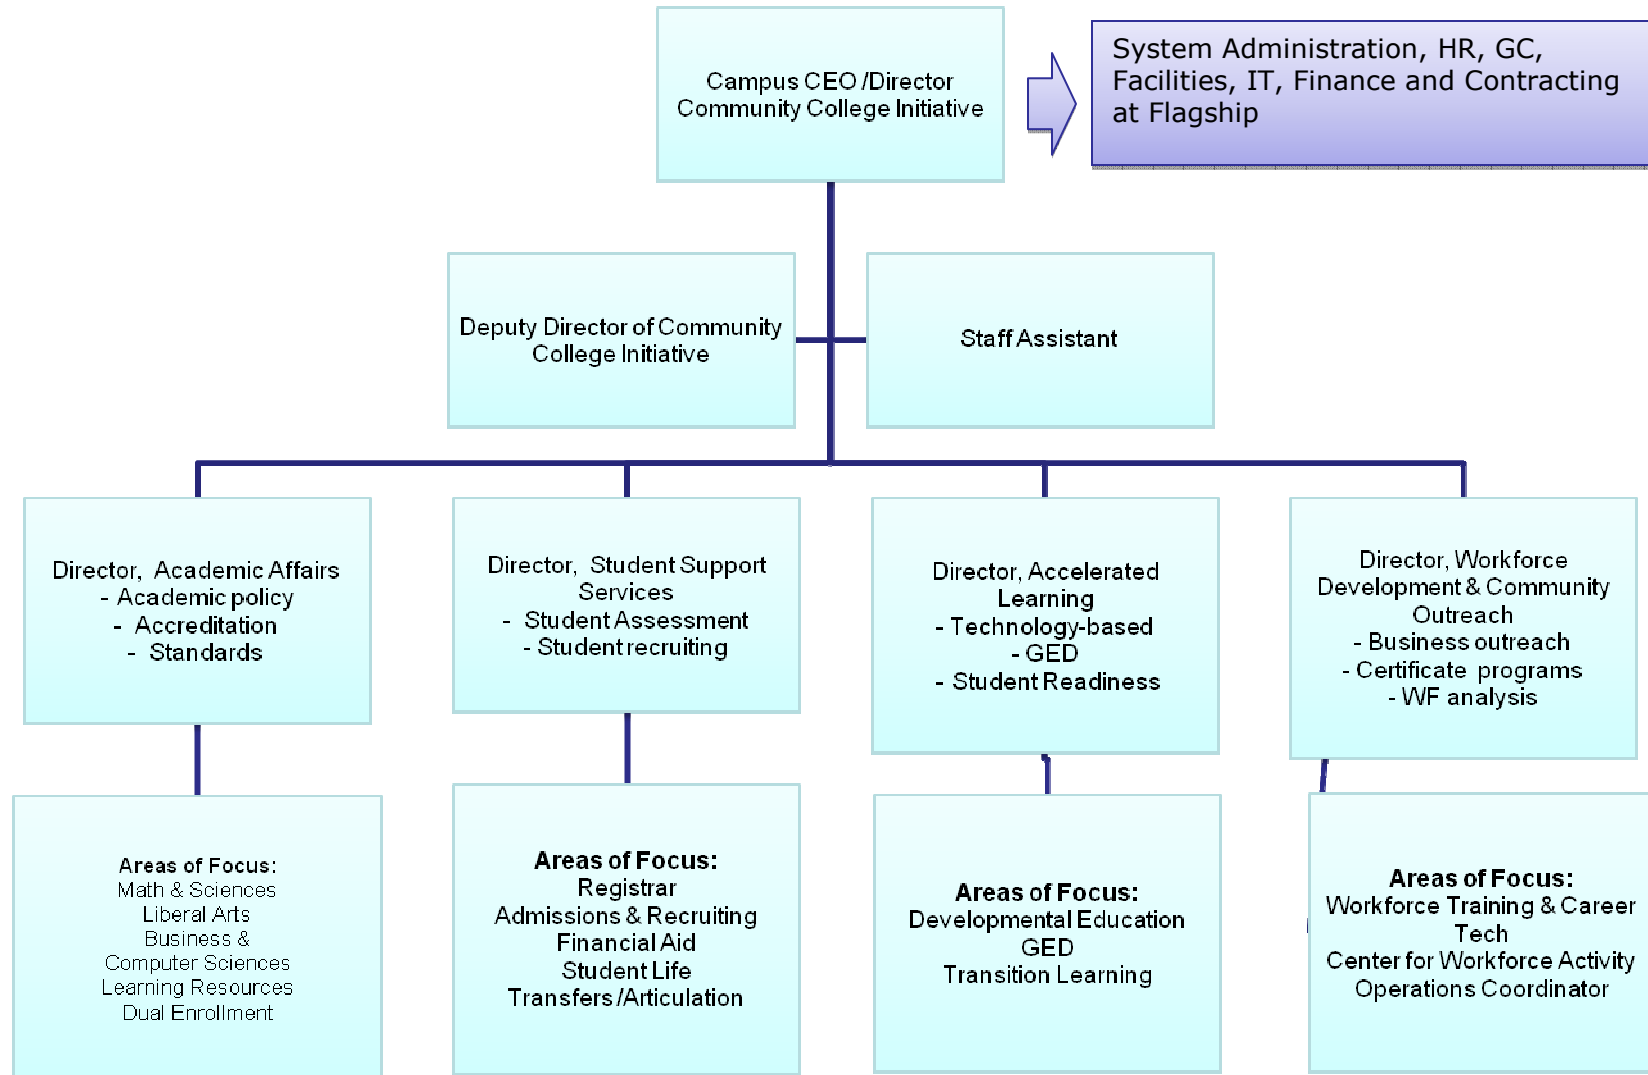 Campus CEO /Director
Community College Initiative
System Administration, HR, GC,
Facilities, IT, Finance and Contracting
at Flagship
Deputy Director of Community
College Initiative
Staff Assistant
Director, Academic Affairs
- Academic policy
- Accreditation
- Standards
Director, Student Support
Services
- Student Assessment
- Student recruiting
Director, Accelerated
Learning
- Technology-based
- GED
- Student Readiness
Director, Workforce
Development & Community
Outreach
- Business outreach
- Certificate programs
- WF analysis
Areas of Focus:
Math & Sciences
Liberal Arts
Business &
Computer Sciences
Learning Resources
Dual Enrollment
Areas of Focus:
Registrar
Admissions & Recruiting
Financial Aid
Student Life
Transfers /Articulation
Areas of Focus:
Developmental Education
GED
Transition Learning
Areas of Focus:
Workforce Training & Career
Tech
Center for Workforce Activity
Operations Coordinator